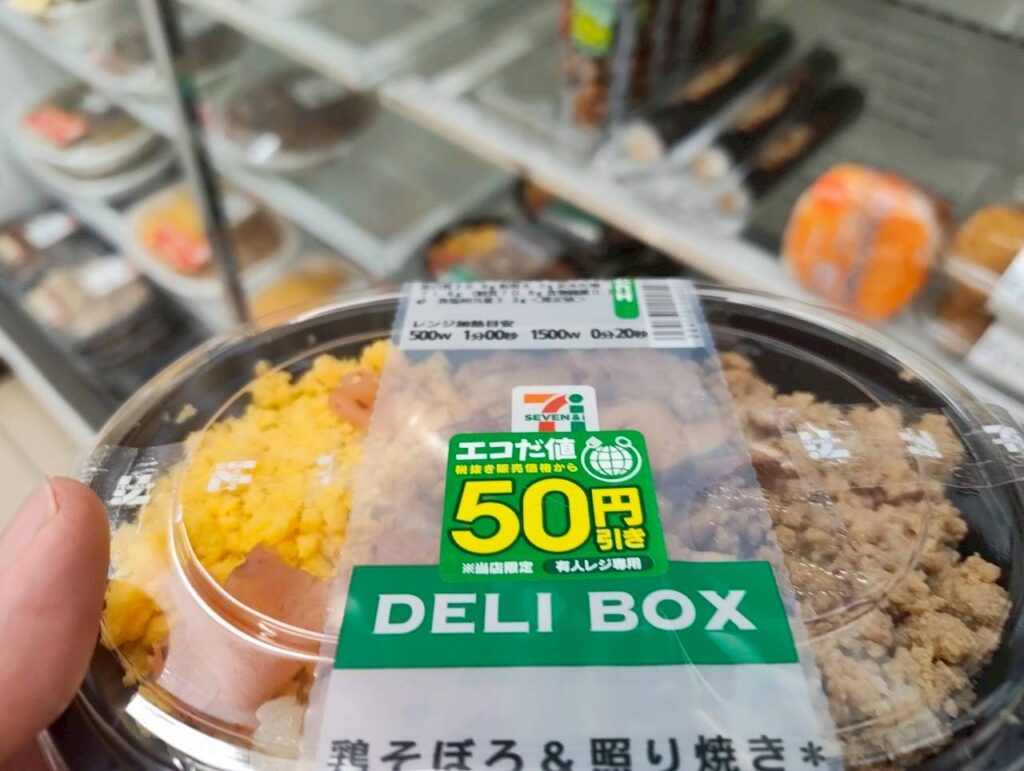 レンジ加熱目安
500W 1分00秒 1500W 0分20秒
7i
SEVEN&i
エコだ値
税抜き販売価格から
50円
引き
※当店限定 有人レジ専用
DELI BOX
鶏そぼろ&照り焼き*